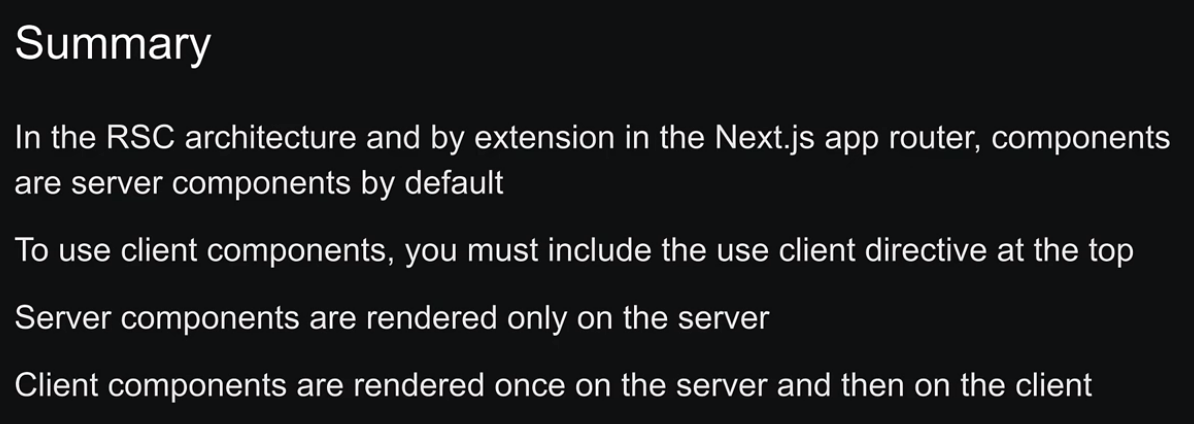 Summary
In the RSC architecture and by extension in the Next.js app router, components
are server components by default
To use client components, you must include the use client directive at the top
Server components are rendered only on the server
Client components are rendered once on the server and then on the client